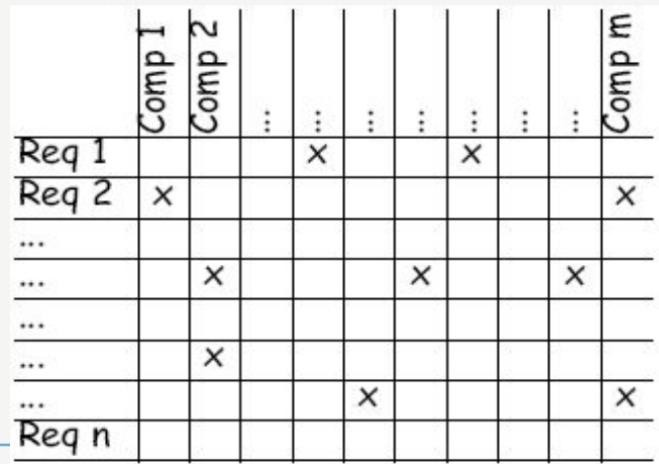 Comp 1 Comp 2 ... ... ... ... ... ... ... Comp m
Req 1 x x
Req 2 x x
...
... x x x
...
... x
... x x
Req n